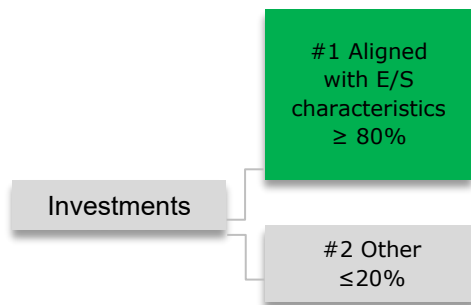 #1 Aligned
with E/S
characteristics
≥ 80%
Investments
#2 Other
≤20%